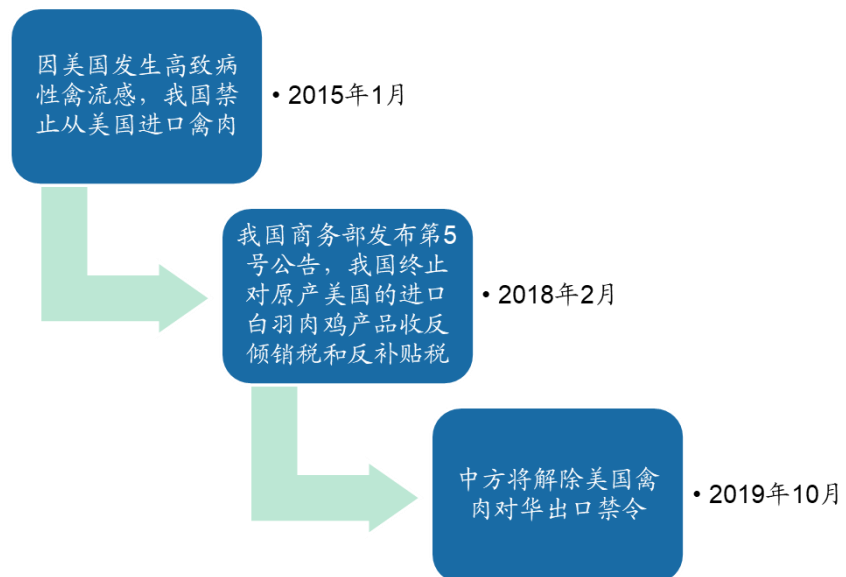 因美国发生高致病
性禽流感，我国禁
止从美国进口禽肉
• 2015年1月
我国商务部发布第5
号公告，我国终止
对原产美国的进口
白羽肉鸡产品收反
倾销税和反补贴税
• 2018年2月
中方将解除美国禽
肉对华出口禁令
• 2019年10月